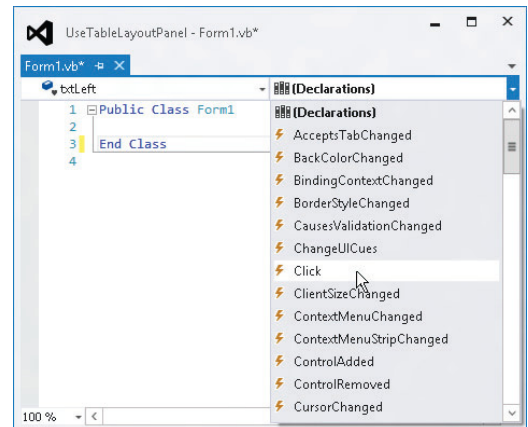 UseTableLayoutPanel - Form1.vb*
Form1.vb*
txtLeft
(Declarations)
1 Public Class Form1
2
3 End Class
4
(Declarations)
AcceptsTabChanged
BackColorChanged
BindingContextChanged
BorderStyleChanged
CausesValidationChanged
ChangeUICues
Click
ClientSizeChanged
ContextMenuChanged
ContextMenuStripChanged
ControlAdded
ControlRemoved
CursorChanged
100 %